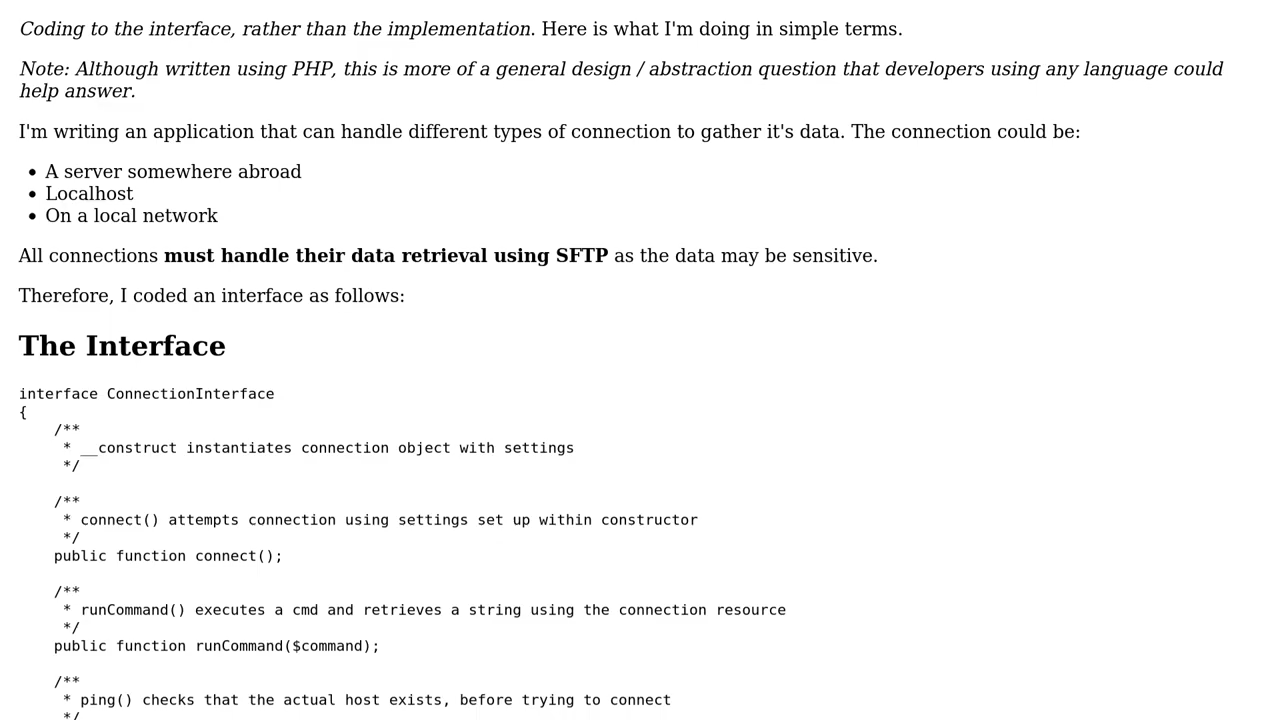 Coding to the interface, rather than the implementation. Here is what I'm doing in simple terms.
Note: Although written using PHP, this is more of a general design / abstraction question that developers using any language could
help answer.
I'm writing an application that can handle different types of connection to gather it's data. The connection could be:
• A server somewhere abroad
• Localhost
• On a local network
All connections must handle their data retrieval using SFTP as the data may be sensitive.
Therefore, I coded an interface as follows:
The Interface
interface ConnectionInterface
{
    /**
     * __construct instantiates connection object with settings
     */
    /**
     * connect() attempts connection using settings set up within constructor
     */
    public function connect();
    /**
     * runCommand() executes a cmd and retrieves a string using the connection resource
     */
    public function runCommand($command);
    /**
     * ping() checks that the actual host exists, before trying to connect
     */